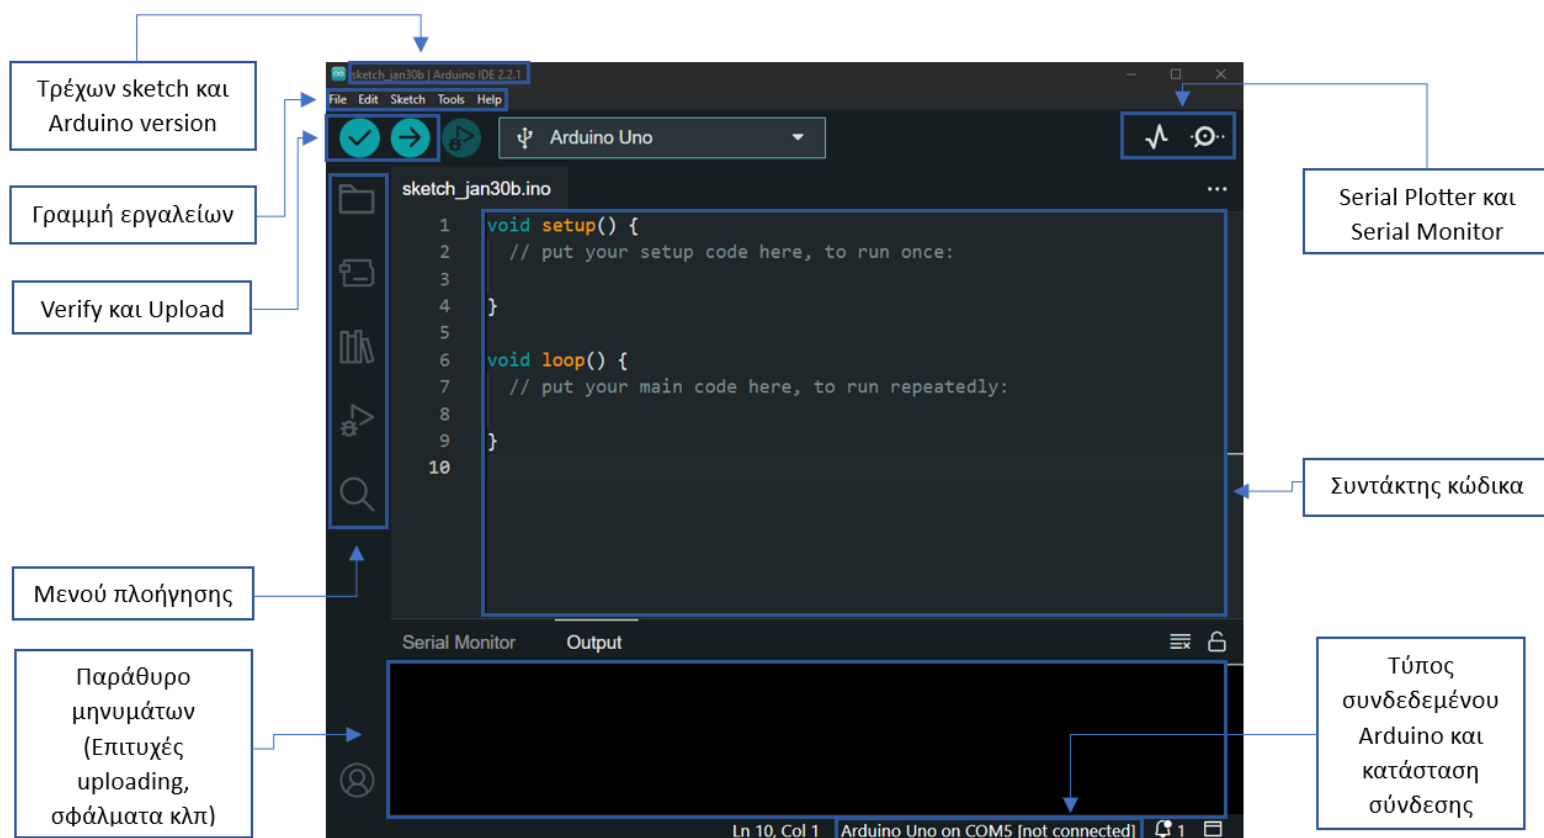 Τρέχων sketch και
Arduino version
Γραμμή εργαλείων
Verify και Upload
Μενού πλοήγησης
Παράθυρο
μηνυμάτων
(Επιτυχές
uploading,
σφάλματα κλπ)
sketch_jan30b | Arduino IDE 2.2.1
File Edit Sketch Tools Help
Arduino Uno
sketch_jan30b.ino
1 void setup() {
2 // put your setup code here, to run once:
3
4 }
5
6 void loop() {
7 // put your main code here, to run repeatedly:
8
9 }
10
Serial Monitor Output
Ln 10, Col 1 Arduino Uno on COM5 [not connected] 1
Serial Plotter και
Serial Monitor
Συντάκτης κώδικα
Τύπος
συνδεδεμένου
Arduino και
κατάσταση
σύνδεσης